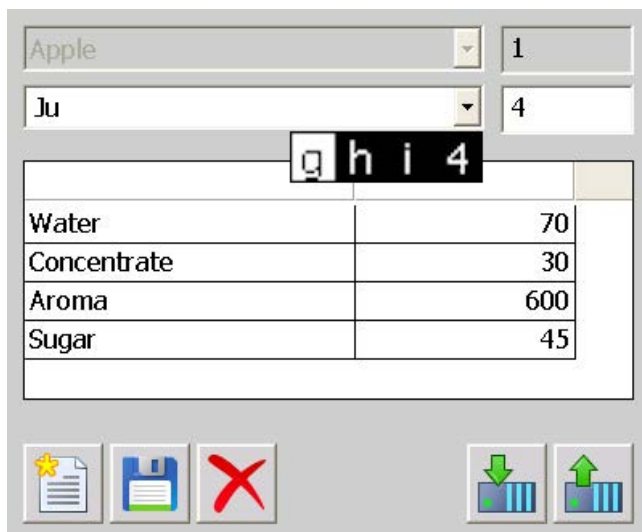 Apple 1
Ju 4
g h i 4
Water 70
Concentrate 30
Aroma 600
Sugar 45